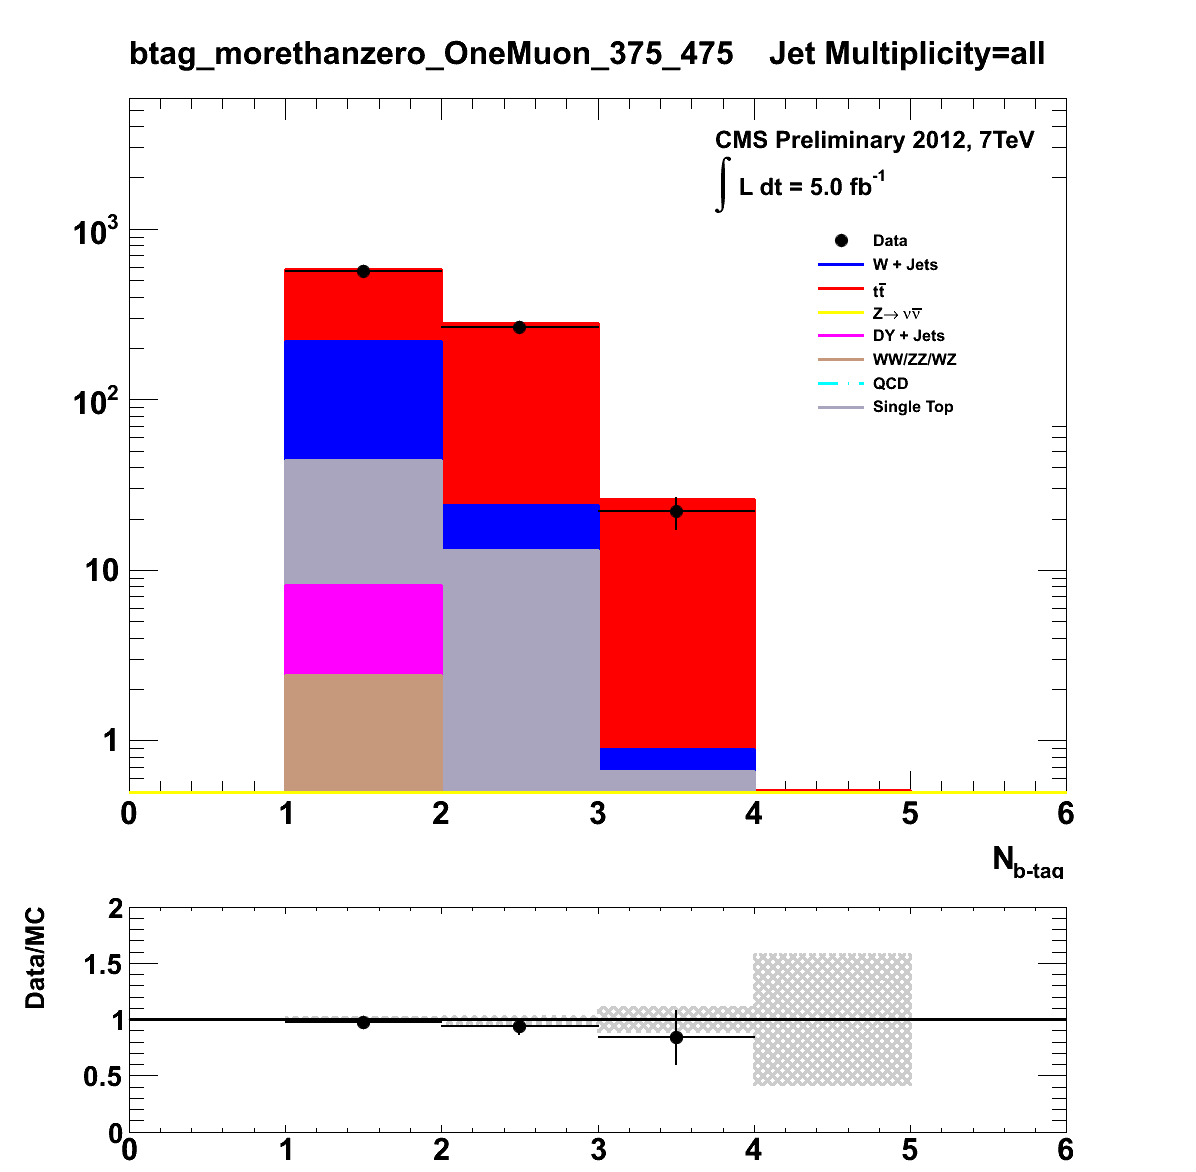 btag_morethanzero_OneMuon_375_475 Jet Multiplicity=all
CMS Preliminary 2012, 7TeV
∫ L dt = 5.0 fb⁻¹
Data
W + Jets
tt̅
Z→ νν̅
DY + Jets
WW/ZZ/WZ
QCD
Single Top
10³
10²
10
1
0 1 2 3 4 5 6
N_b-tag
Data/MC
2
1.5
1
0.5
0
0 1 2 3 4 5 6